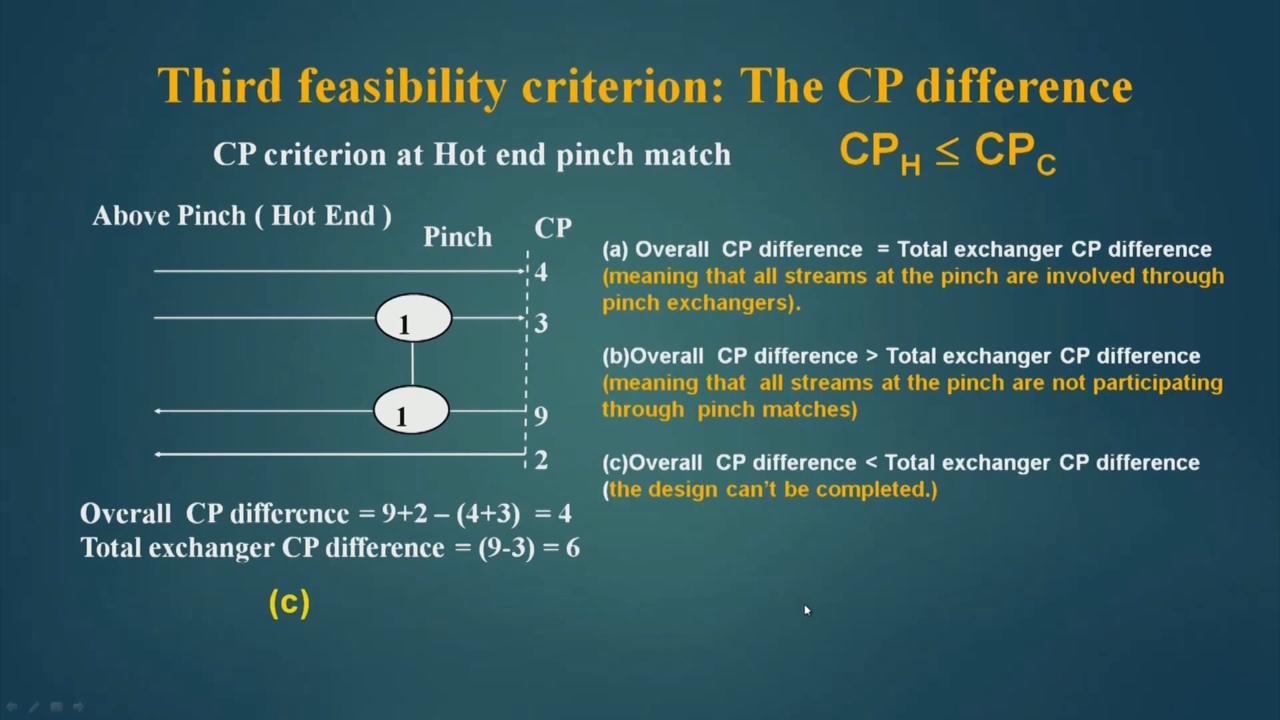 Third feasibility criterion: The CP difference
CP criterion at Hot end pinch match
CPH ≤ CPC
Above Pinch ( Hot End )
Pinch
CP
4
1
3
1
9
2
Overall CP difference = 9+2 – (4+3) = 4
Total exchanger CP difference = (9-3) = 6
(c)
(a) Overall CP difference = Total exchanger CP difference
(meaning that all streams at the pinch are involved through
pinch exchangers).
(b)Overall CP difference > Total exchanger CP difference
(meaning that all streams at the pinch are not participating
through pinch matches)
(c)Overall CP difference < Total exchanger CP difference
(the design can't be completed.)